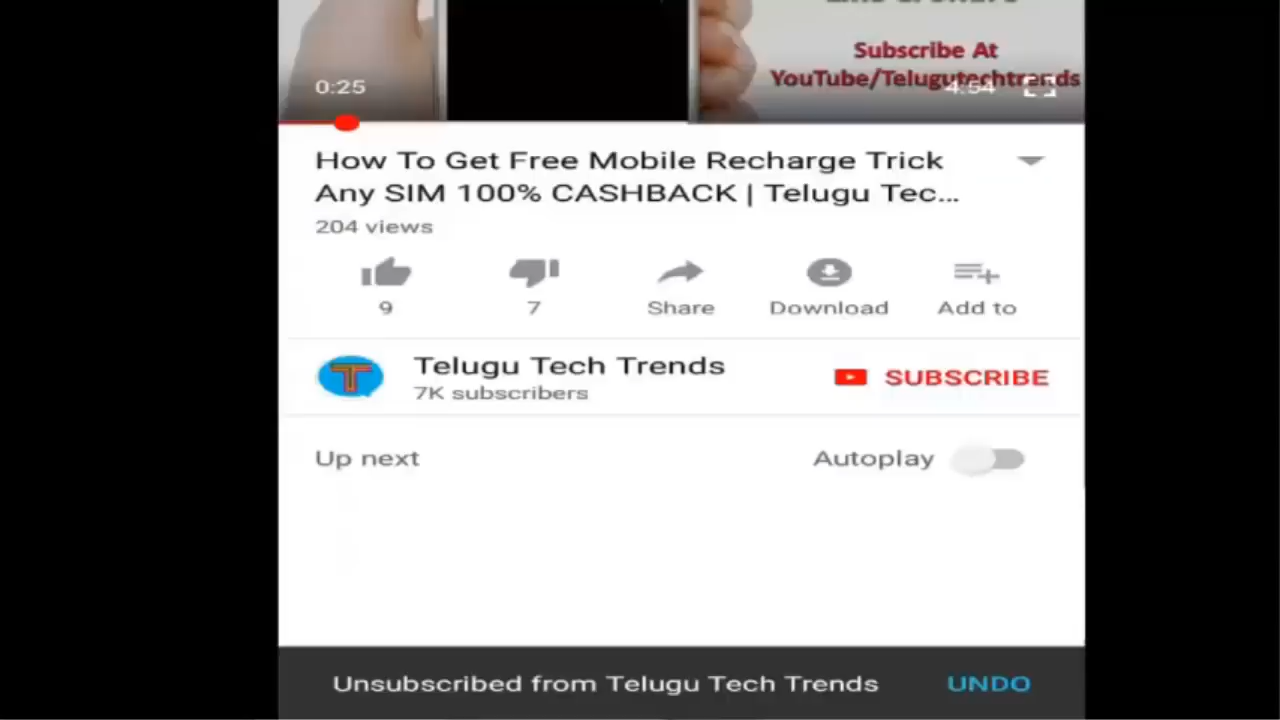 Subscribe At
YouTube/Telugutechtrends
0:25
4:54
How To Get Free Mobile Recharge Trick
Any SIM 100% CASHBACK | Telugu Tec...
204 views
9
7
Share
Download
Add to
Telugu Tech Trends
7K subscribers
SUBSCRIBE
Up next
Autoplay
Unsubscribed from Telugu Tech Trends
UNDO